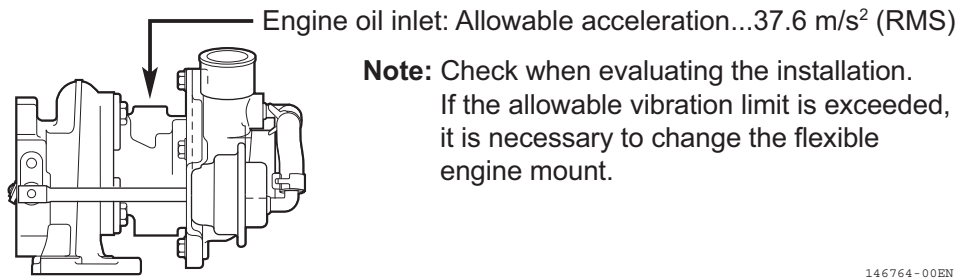 Engine oil inlet: Allowable acceleration...37.6 m/s² (RMS)
Note: Check when evaluating the installation.
If the allowable vibration limit is exceeded,
it is necessary to change the flexible
engine mount.
146764-00EN